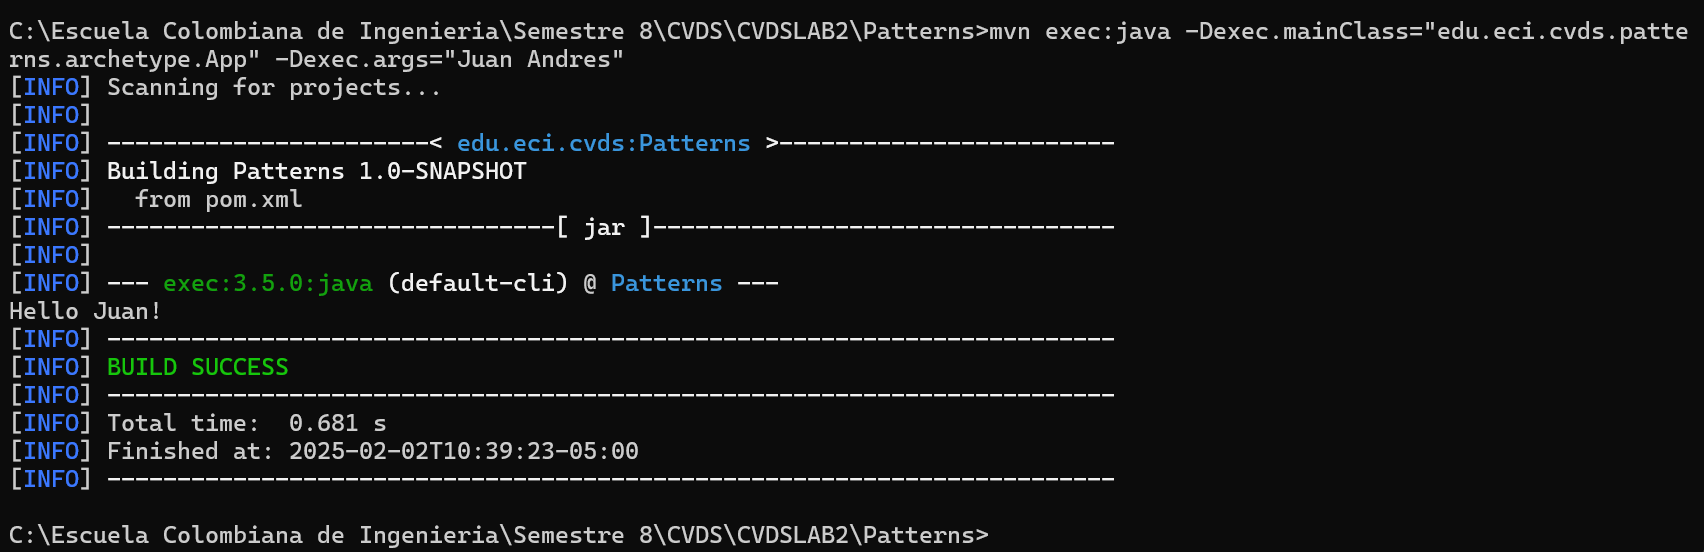 C:\Escuela Colombiana de Ingenieria\Semestre 8\CVDS\CVDSLAB2\Patterns>mvn exec:java -Dexec.mainClass="edu.eci.cvds.patte
rns.archetype.App" -Dexec.args="Juan Andres"
[INFO] Scanning for projects...
[INFO]
[INFO] -----------------------< edu.eci.cvds:Patterns >------------------------
[INFO] Building Patterns 1.0-SNAPSHOT
[INFO]   from pom.xml
[INFO] --------------------------------[ jar ]---------------------------------
[INFO]
[INFO] --- exec:3.5.0:java (default-cli) @ Patterns ---
Hello Juan!
[INFO] ------------------------------------------------------------------------
[INFO] BUILD SUCCESS
[INFO] ------------------------------------------------------------------------
[INFO] Total time:  0.681 s
[INFO] Finished at: 2025-02-02T10:39:23-05:00
[INFO] ------------------------------------------------------------------------
C:\Escuela Colombiana de Ingenieria\Semestre 8\CVDS\CVDSLAB2\Patterns>